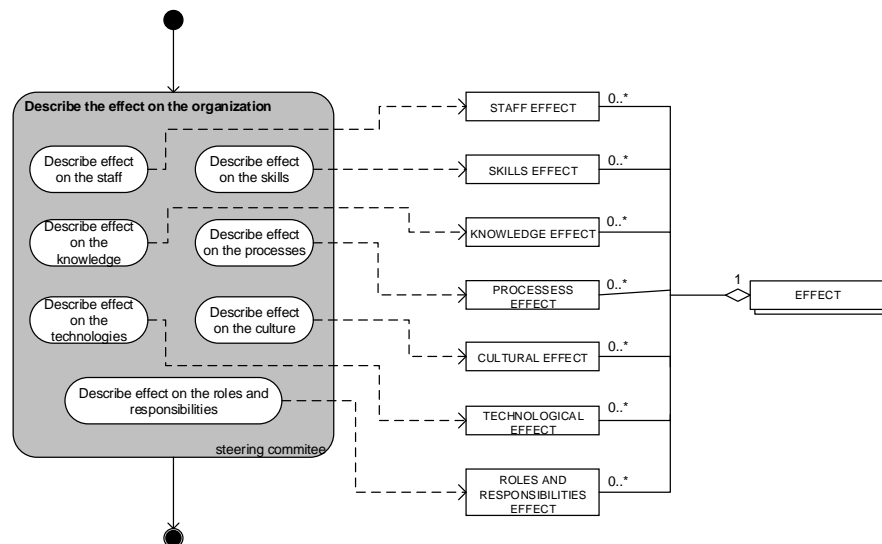 Describe the effect on the organization
Describe effect
on the staff
Describe effect
on the skills
Describe effect
on the
knowledge
Describe effect
on the processes
Describe effect
on the
technologies
Describe effect
on the culture
Describe effect on the roles and
responsibilities
steering commitee
STAFF EFFECT
0..*
SKILLS EFFECT
0..*
KNOWLEDGE EFFECT
0..*
PROCESSESS
EFFECT
0..*
CULTURAL EFFECT
0..*
TECHNOLOGICAL
EFFECT
0..*
ROLES AND
RESPONSIBILITIES
EFFECT
0..*
1
EFFECT